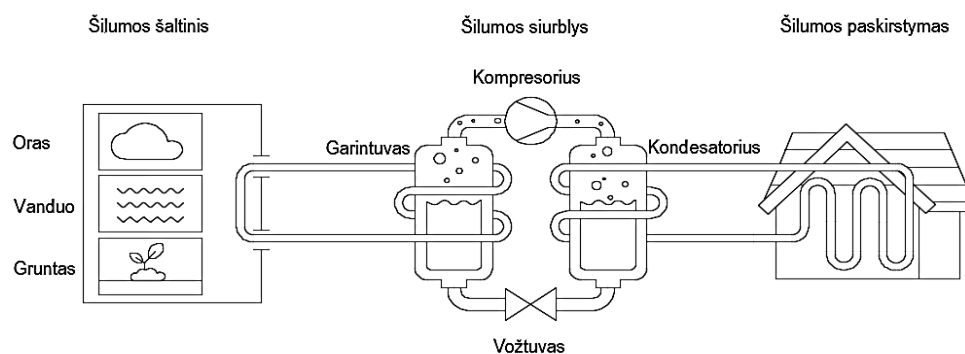 Šilumos šaltinis
Šilumos siurblys
Šilumos paskirstymas
Kompresorius
Oras
Garintuvas
Kondesatorius
Vanduo
Gruntas
Vožtuvas